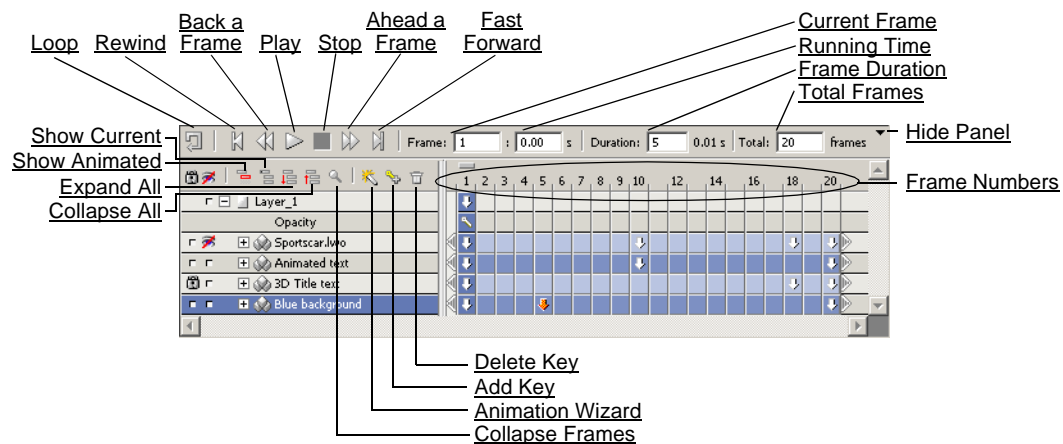 Loop
Rewind
Back a
Frame
Play
Stop
Ahead a
Frame
Fast
Forward
Current Frame
Running Time
Frame Duration
Total Frames
Frame: 1 : 0.00 s Duration: 5 0.01 s Total: 20 frames
Hide Panel
Show Current
Show Animated
Expand All
Collapse All
1 2 3 4 5 6 7 8 9 10 12 14 16 18 20
Frame Numbers
Layer_1
Opacity
Sportscar.lwo
Animated text
3D Title text
Blue background
Delete Key
Add Key
Animation Wizard
Collapse Frames